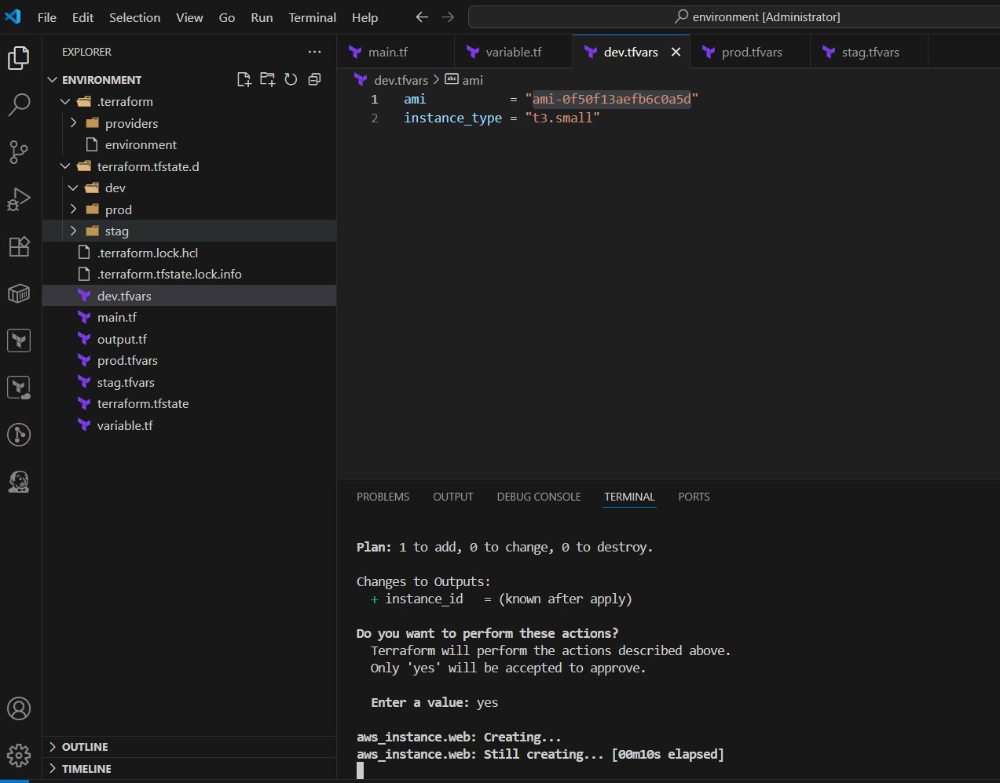 File Edit Selection View Go Run Terminal Help
environment [Administrator]
EXPLORER
ENVIRONMENT
.terraform
providers
environment
terraform.tfstate.d
dev
prod
stag
.terraform.lock.hcl
.terraform.tfstate.lock.info
dev.tfvars
main.tf
output.tf
prod.tfvars
stag.tfvars
terraform.tfstate
variable.tf
OUTLINE
TIMELINE
main.tf variable.tf dev.tfvars prod.tfvars stag.tfvars
dev.tfvars > abc ami
1 ami = "ami-0f50f13aefb6c0a5d"
2 instance_type = "t3.small"
PROBLEMS OUTPUT DEBUG CONSOLE TERMINAL PORTS
Plan: 1 to add, 0 to change, 0 to destroy.
Changes to Outputs:
+ instance_id = (known after apply)
Do you want to perform these actions?
Terraform will perform the actions described above.
Only 'yes' will be accepted to approve.
Enter a value: yes
aws_instance.web: Creating...
aws_instance.web: Still creating... [00m10s elapsed]